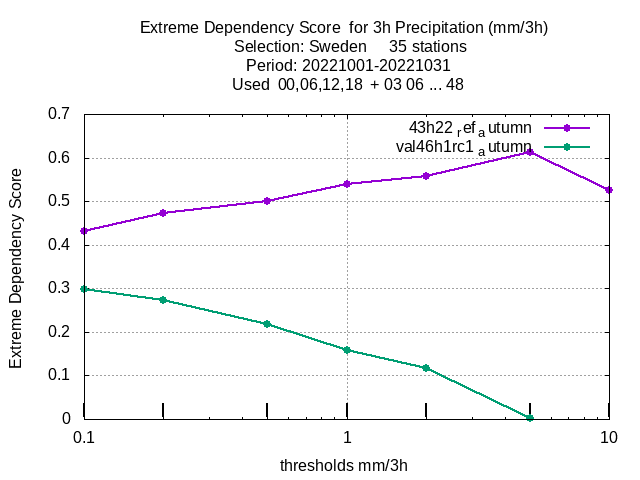 Extreme Dependency Score  for 3h Precipitation (mm/3h)
Selection: Sweden     35 stations
Period: 20221001-20221031
Used  00,06,12,18  + 03 06 ... 48
0.7
43h22 ref a utumn
val46h1rc1 a utumn
0.6
0.5
0.4
0.3
0.2
0.1
0
Extreme Dependency Score
0.1 1 10
thresholds mm/3h